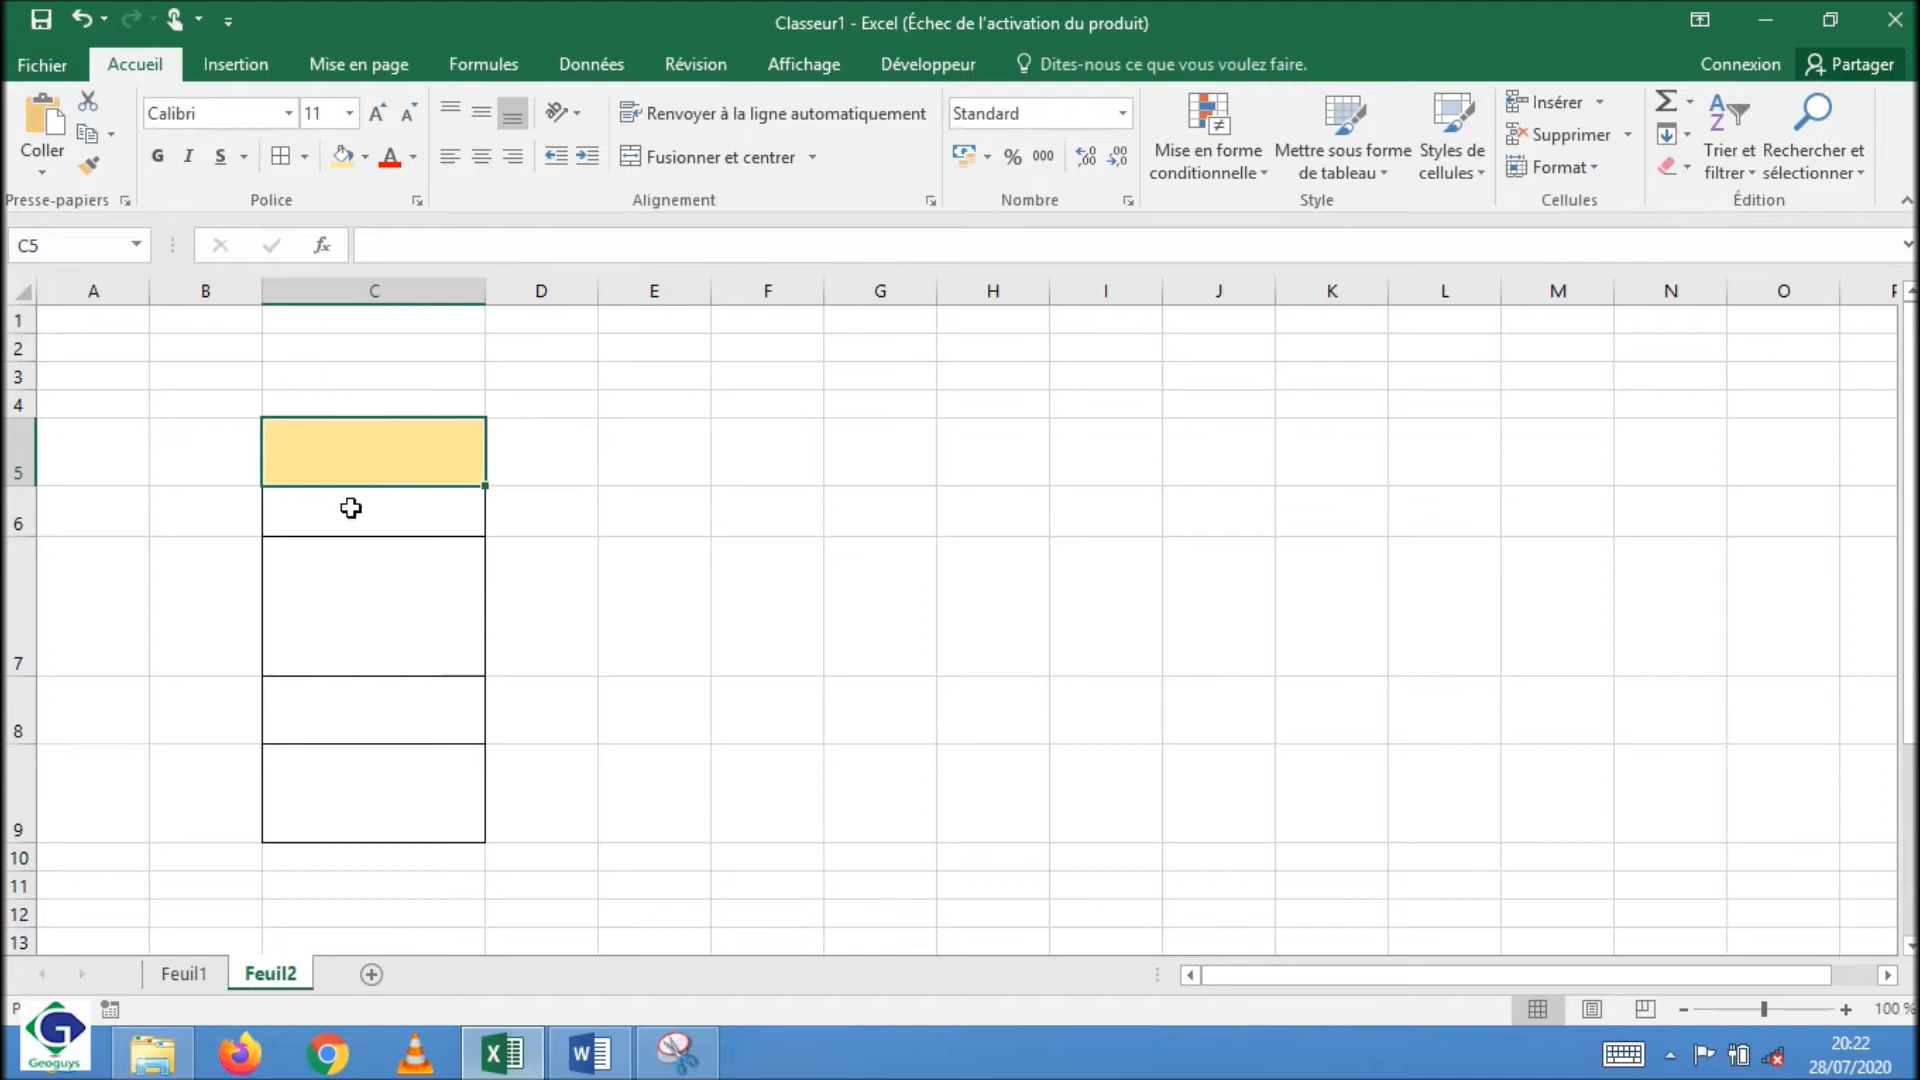 Classeur1 - Excel (Échec de l'activation du produit)
Fichier Accueil Insertion Mise en page Formules Données Révision Affichage Développeur Dites-nous ce que vous voulez faire. Connexion Partager
Coller
Presse-papiers
Calibri 11
G I S
Police
Renvoyer à la ligne automatiquement
Fusionner et centrer
Alignement
Standard
% 000 ,00 ,00
Nombre
Mise en forme conditionnelle
Mettre sous forme de tableau
Styles de cellules
Style
Insérer
Supprimer
Format
Cellules
Trier et filtrer
Rechercher et sélectionner
Édition
C5 fx
A B C D E F G H I J K L M N O
1
2
3
4
5
6
7
8
9
10
11
12
13
Feuil1 Feuil2
100 %
Geoguys
20:22
28/07/2020